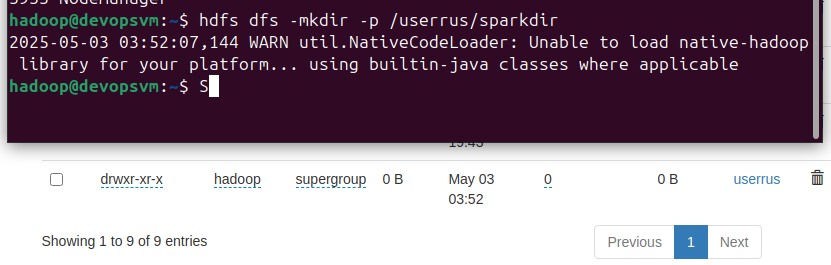 hadoop@devopsvm:~$ hdfs dfs -mkdir -p /userrus/sparkdir
2025-05-03 03:52:07,144 WARN util.NativeCodeLoader: Unable to load native-hadoop
 library for your platform... using builtin-java classes where applicable
hadoop@devopsvm:~$ S
drwxr-xr-x hadoop supergroup 0 B May 03 0 0 B userrus
03:52
Showing 1 to 9 of 9 entries Previous 1 Next